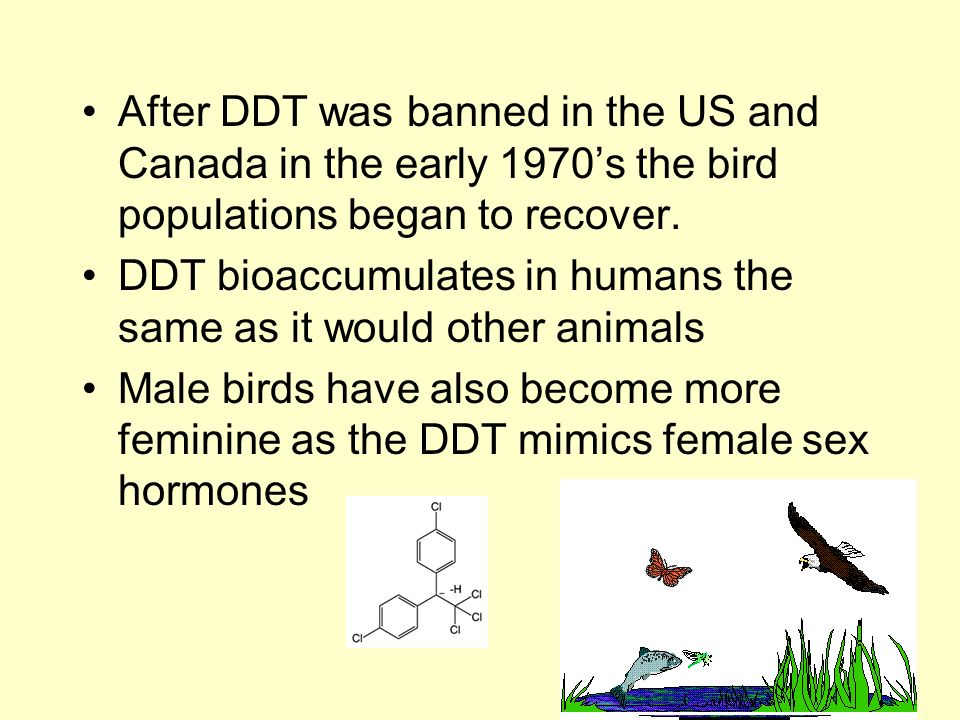 • After DDT was banned in the US and
Canada in the early 1970’s the bird
populations began to recover.
• DDT bioaccumulates in humans the
same as it would other animals
• Male birds have also become more
feminine as the DDT mimics female sex
hormones
Cl
-H
Cl
Cl
Cl
Cl